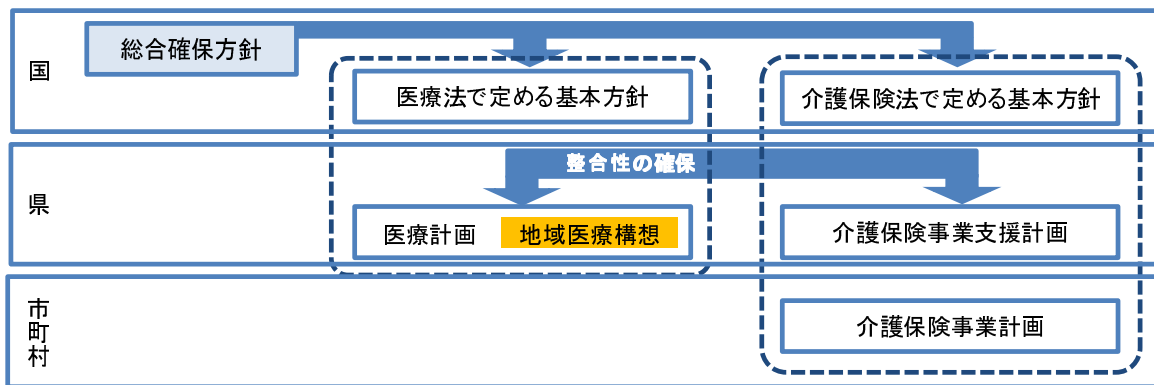 国
総合確保方針
医療法で定める基本方針
介護保険法で定める基本方針
県
整合性の確保
医療計画 地域医療構想
介護保険事業支援計画
市町村
介護保険事業計画